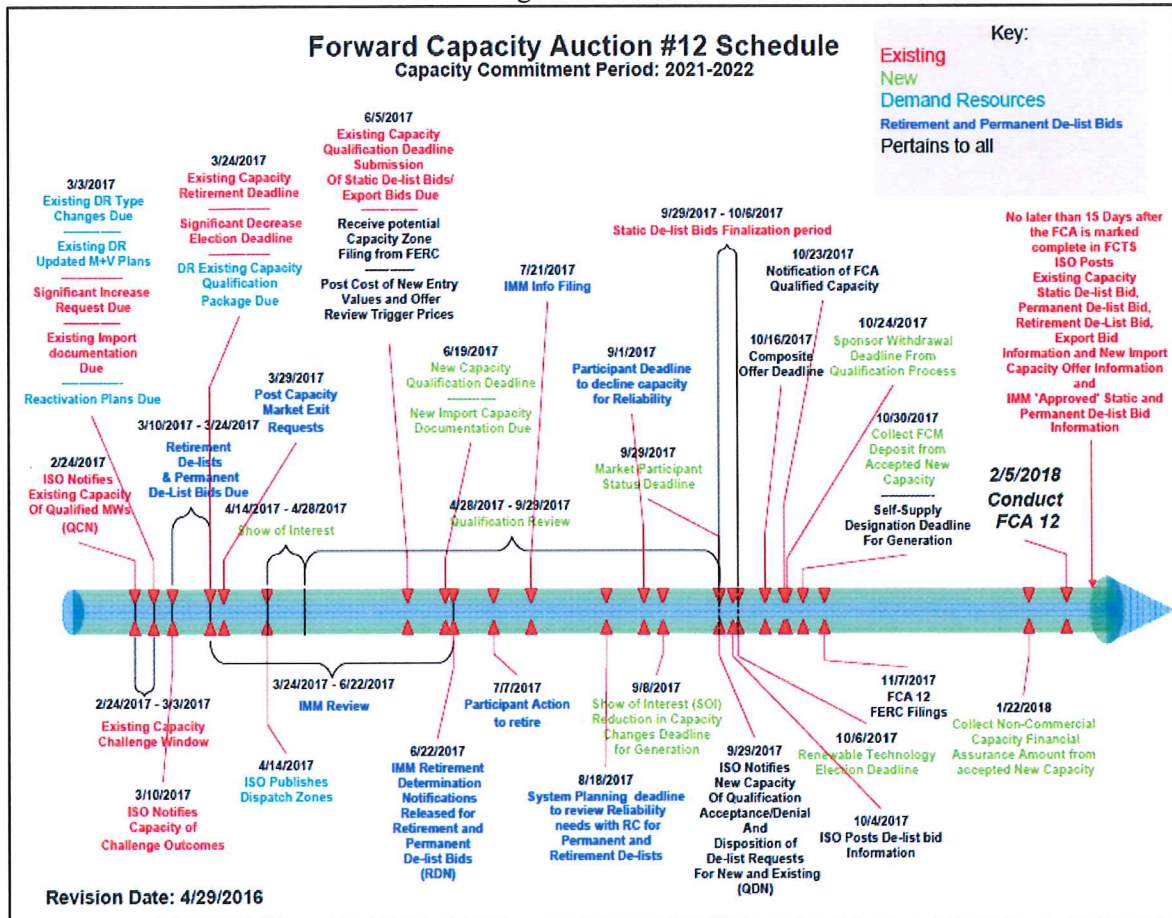 Forward Capacity Auction #12 Schedule
Capacity Commitment Period: 2021-2022
Key:
Existing
New
Demand Resources
Retirement and Permanent De-list Bids
Pertains to all
3/3/2017
Existing DR Type
Changes Due
Existing DR
Updated M+V Plans
Significant Increase
Request Due
Existing Import
documentation
Due
Reactivation Plans Due
2/24/2017
ISO Notifies
Existing Capacity
Of Qualified MWs
(QCN)
3/10/2017 - 3/24/2017
Retirement
De-lists
& Permanent
De-List Bids Due
3/24/2017
Existing Capacity
Retirement Deadline
Significant Decrease
Election Deadline
DR Existing Capacity
Qualification
Package Due
3/29/2017
Post Capacity
Market Exit
Requests
4/14/2017 - 4/28/2017
Show of Interest
6/5/2017
Existing Capacity
Qualification Deadline
Submission
Of Static De-list Bids/
Export Bids Due
Receive potential
Capacity Zone
Filing from FERC
Post Cost of New Entry
Values and Offer
Review Trigger Prices
6/19/2017
New Capacity
Qualification Deadline
New Import Capacity
Documentation Due
4/28/2017 - 9/29/2017
Qualification Review
7/21/2017
IMM Info Filing
9/1/2017
Participant Deadline
to decline capacity
for Reliability
9/29/2017
Market Participant
Status Deadline
9/29/2017 - 10/6/2017
Static De-list Bids Finalization period
10/16/2017
Composite
Offer Deadline
10/23/2017
Notification of FCA
Qualified Capacity
10/24/2017
Sponsor Withdrawal
Deadline From
Qualification Process
10/30/2017
Collect FCM
Deposit from
Accepted New
Capacity
Self-Supply
Designation Deadline
For Generation
2/5/2018
Conduct
FCA 12
No later than 15 Days after
the FCA is marked
complete in FCTS
ISO Posts
Existing Capacity
Static De-list Bid,
Permanent De-list Bid,
Retirement De-List Bid,
Export Bid
Information and New Import
Capacity Offer Information
and
IMM 'Approved' Static and
Permanent De-list Bid
Information
2/24/2017 - 3/3/2017
Existing Capacity
Challenge Window
3/10/2017
ISO Notifies
Capacity of
Challenge Outcomes
3/24/2017 - 6/22/2017
IMM Review
4/14/2017
ISO Publishes
Dispatch Zones
6/22/2017
IMM Retirement
Determination
Notifications
Released for
Retirement and
Permanent
De-list Bids
(RDN)
7/7/2017
Participant Action
to retire
8/18/2017
System Planning deadline
to review Reliability
needs with RC for
Permanent and
Retirement De-lists
9/8/2017
Show of Interest (SOI)
Reduction in Capacity
Changes Deadline
for Generation
9/29/2017
ISO Notifies
New Capacity
Of Qualification
Acceptance/Denial
And
Disposition of
De-list Requests
For New and Existing
(QDN)
10/4/2017
ISO Posts De-list bid
Information
10/6/2017
Renewable Technology
Election Deadline
11/7/2017
FCA 12
FERC Filings
1/22/2018
Collect Non-Commercial
Capacity Financial
Assurance Amount from
accepted New Capacity
Revision Date: 4/29/2016